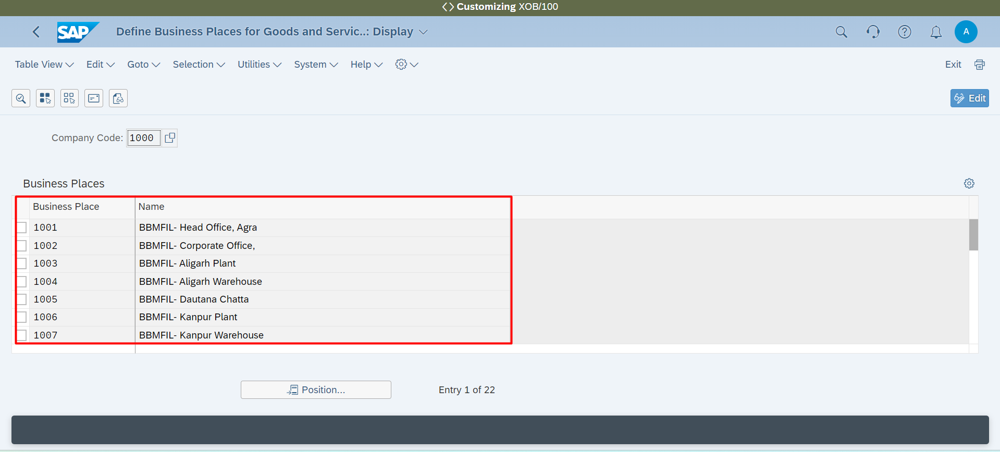 Customizing XOB/100
SAP Define Business Places for Goods and Servic..: Display A
Table View Edit Goto Selection Utilities System Help Exit
Edit
Company Code: 1000
Business Places
Business Place Name
1001 BBMFIL- Head Office, Agra
1002 BBMFIL- Corporate Office,
1003 BBMFIL- Aligarh Plant
1004 BBMFIL- Aligarh Warehouse
1005 BBMFIL- Dautana Chatta
1006 BBMFIL- Kanpur Plant
1007 BBMFIL- Kanpur Warehouse
Position... Entry 1 of 22